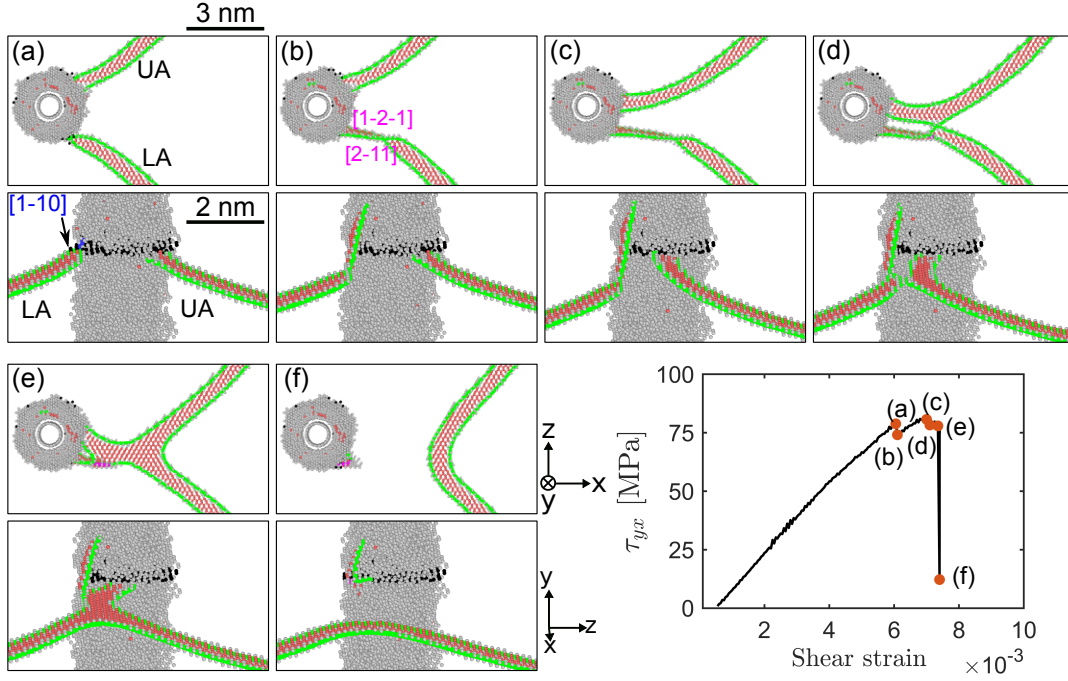 3 nm
(a)
UA
LA
(b)
[1-2-1]
[2-11]
(c)
(d)
[1-10]
2 nm
LA
UA
(e)
(f)
z
y
x
y
z
x
100
75
50
25
0
τyx [MPa]
(a)
(b)
(c)
(d)
(e)
(f)
2
4
6
8
10
Shear strain
×10⁻³